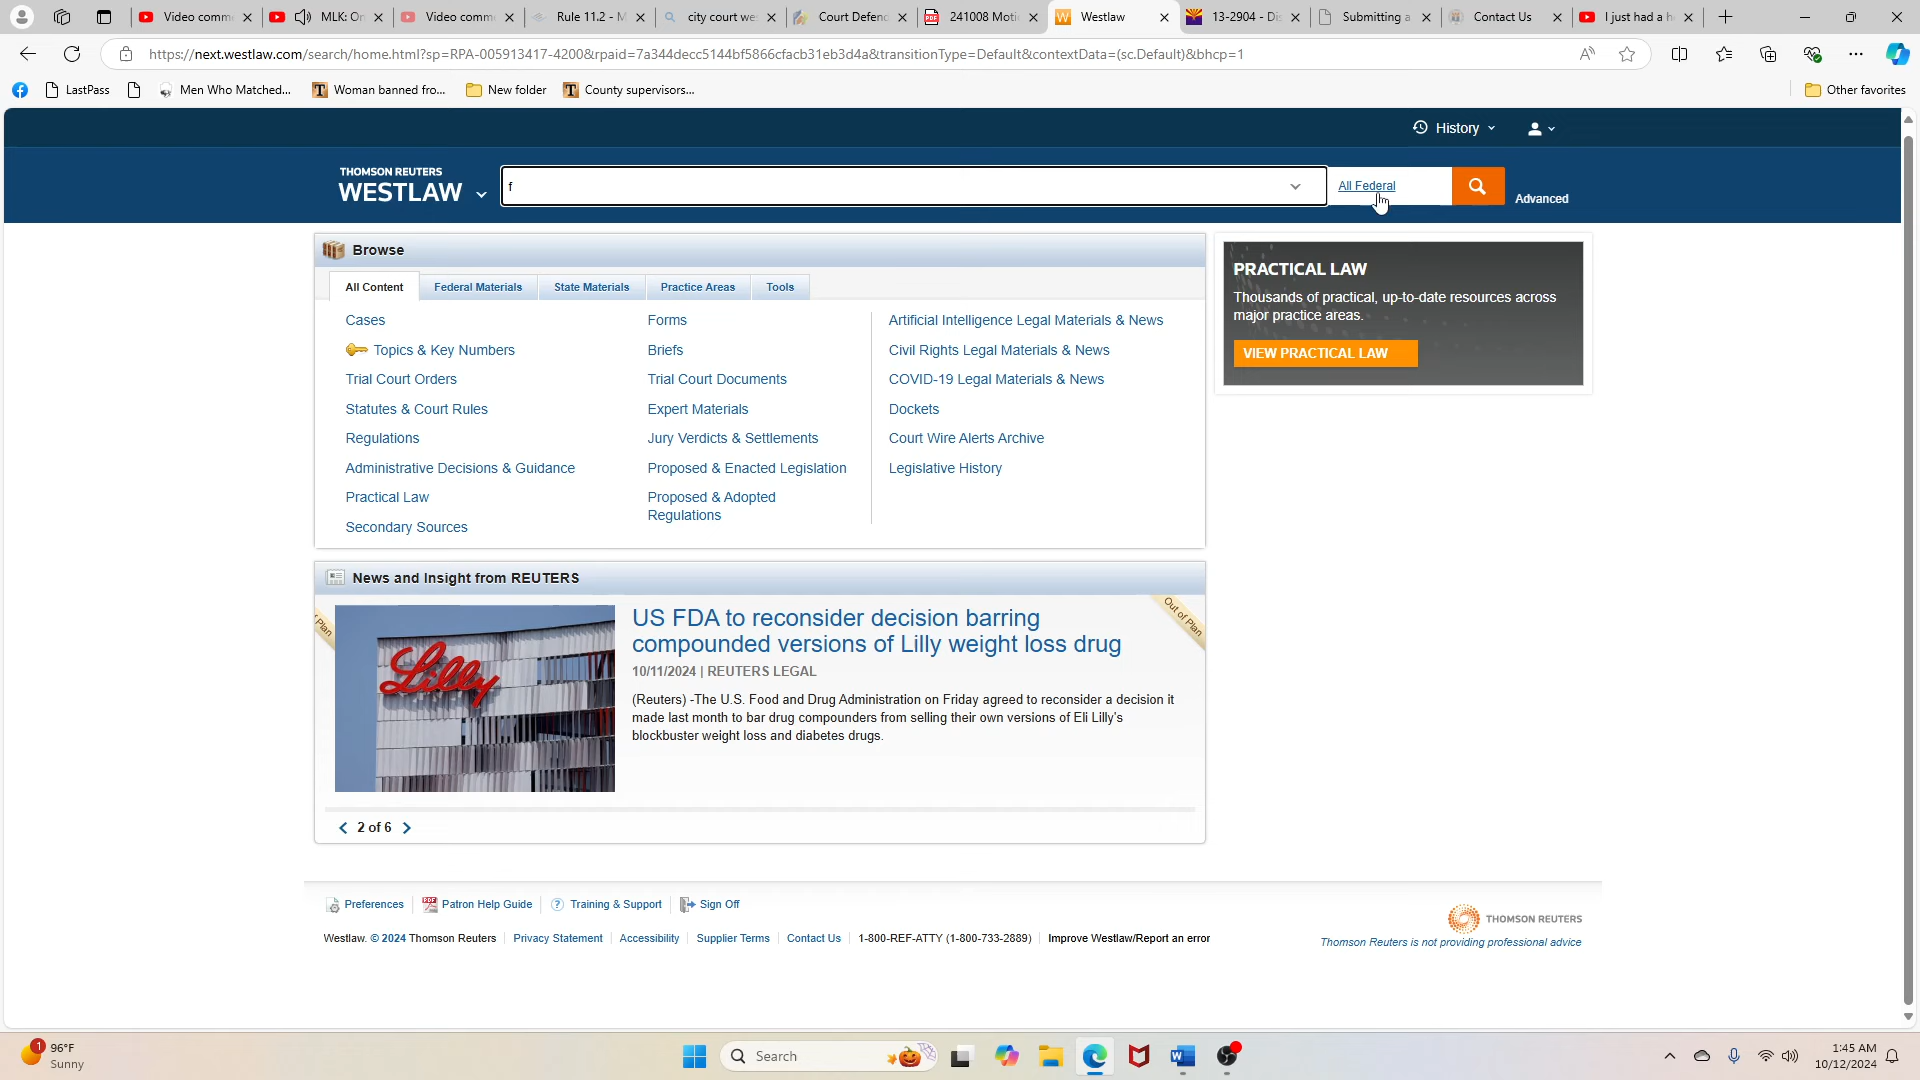 Video comm
MLK: O
Video comm
Rule 11.2 - M
city court we
Court Defend
241008 Moti
Westlaw
13-2904 - Di
Submitting a
Contact Us
I just had a h
https://next.westlaw.com/search/home.html?sp=RPA-005913417-4200&rpaid=7a344decc5144bf5866cfacb31eb3d4a&transitionType=Default&contextData=(sc.Default)&bhcp=1
LastPass
Men Who Matched...
Woman banned fro...
New folder
County supervisors...
Other favorites
History
THOMSON REUTERS
WESTLAW
f
All Federal
Advanced
Browse
All Content
Federal Materials
State Materials
Practice Areas
Tools
Cases
Topics & Key Numbers
Trial Court Orders
Statutes & Court Rules
Regulations
Administrative Decisions & Guidance
Practical Law
Secondary Sources
Forms
Briefs
Trial Court Documents
Expert Materials
Jury Verdicts & Settlements
Proposed & Enacted Legislation
Proposed & Adopted
Regulations
Artificial Intelligence Legal Materials & News
Civil Rights Legal Materials & News
COVID-19 Legal Materials & News
Dockets
Court Wire Alerts Archive
Legislative History
PRACTICAL LAW
Thousands of practical, up-to-date resources across
major practice areas.
VIEW PRACTICAL LAW
News and Insight from REUTERS
f Plan
Lilly
Out of Plan
US FDA to reconsider decision barring
compounded versions of Lilly weight loss drug
10/11/2024 | REUTERS LEGAL
(Reuters) -The U.S. Food and Drug Administration on Friday agreed to reconsider a decision it
made last month to bar drug compounders from selling their own versions of Eli Lilly's
blockbuster weight loss and diabetes drugs.
2 of 6
Preferences
Patron Help Guide
Training & Support
Sign Off
Westlaw. © 2024 Thomson Reuters
Privacy Statement
Accessibility
Supplier Terms
Contact Us
1-800-REF-ATTY (1-800-733-2889)
Improve Westlaw/Report an error
THOMSON REUTERS
Thomson Reuters is not providing professional advice
1
96°F
Sunny
Search
1:45 AM
10/12/2024